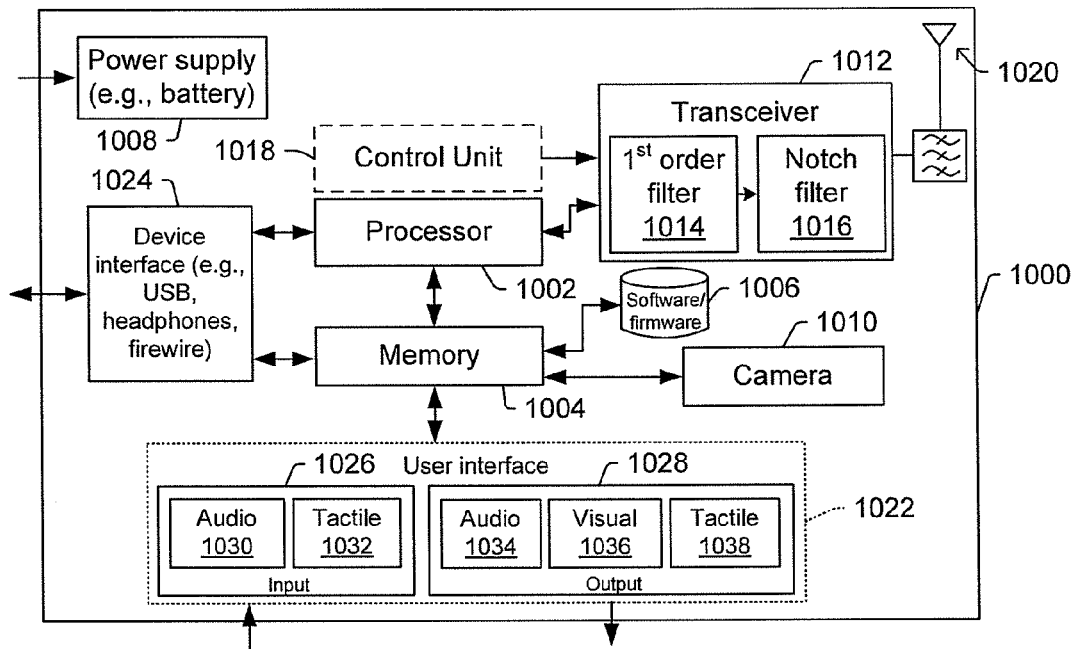 Power supply
(e.g., battery)
1008
1012
1020
Transceiver
1st order
filter
1014
Notch
filter
1016
1018
Control Unit
1024
Device
interface (e.g.,
USB,
headphones,
firewire)
Processor
1002
Software/
firmware
1006
1000
Memory
1004
1010
Camera
User interface
1026
1028
1022
Audio
1030
Tactile
1032
Input
Audio
1034
Visual
1036
Tactile
1038
Output